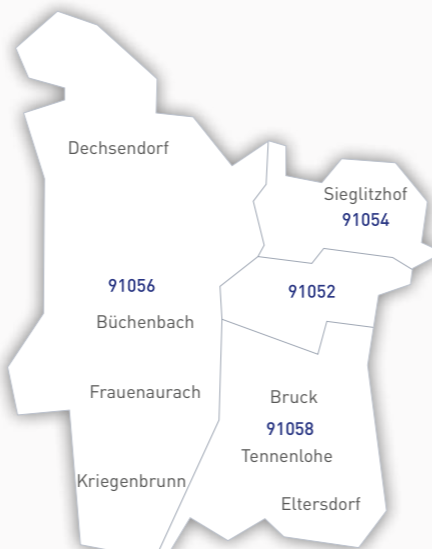 Dechsendorf
Sieglitzhof
91054
91056
91052
Büchenbach
Frauenaurach
Bruck
91058
Tennenlohe
Kriegenbrunn
Eltersdorf